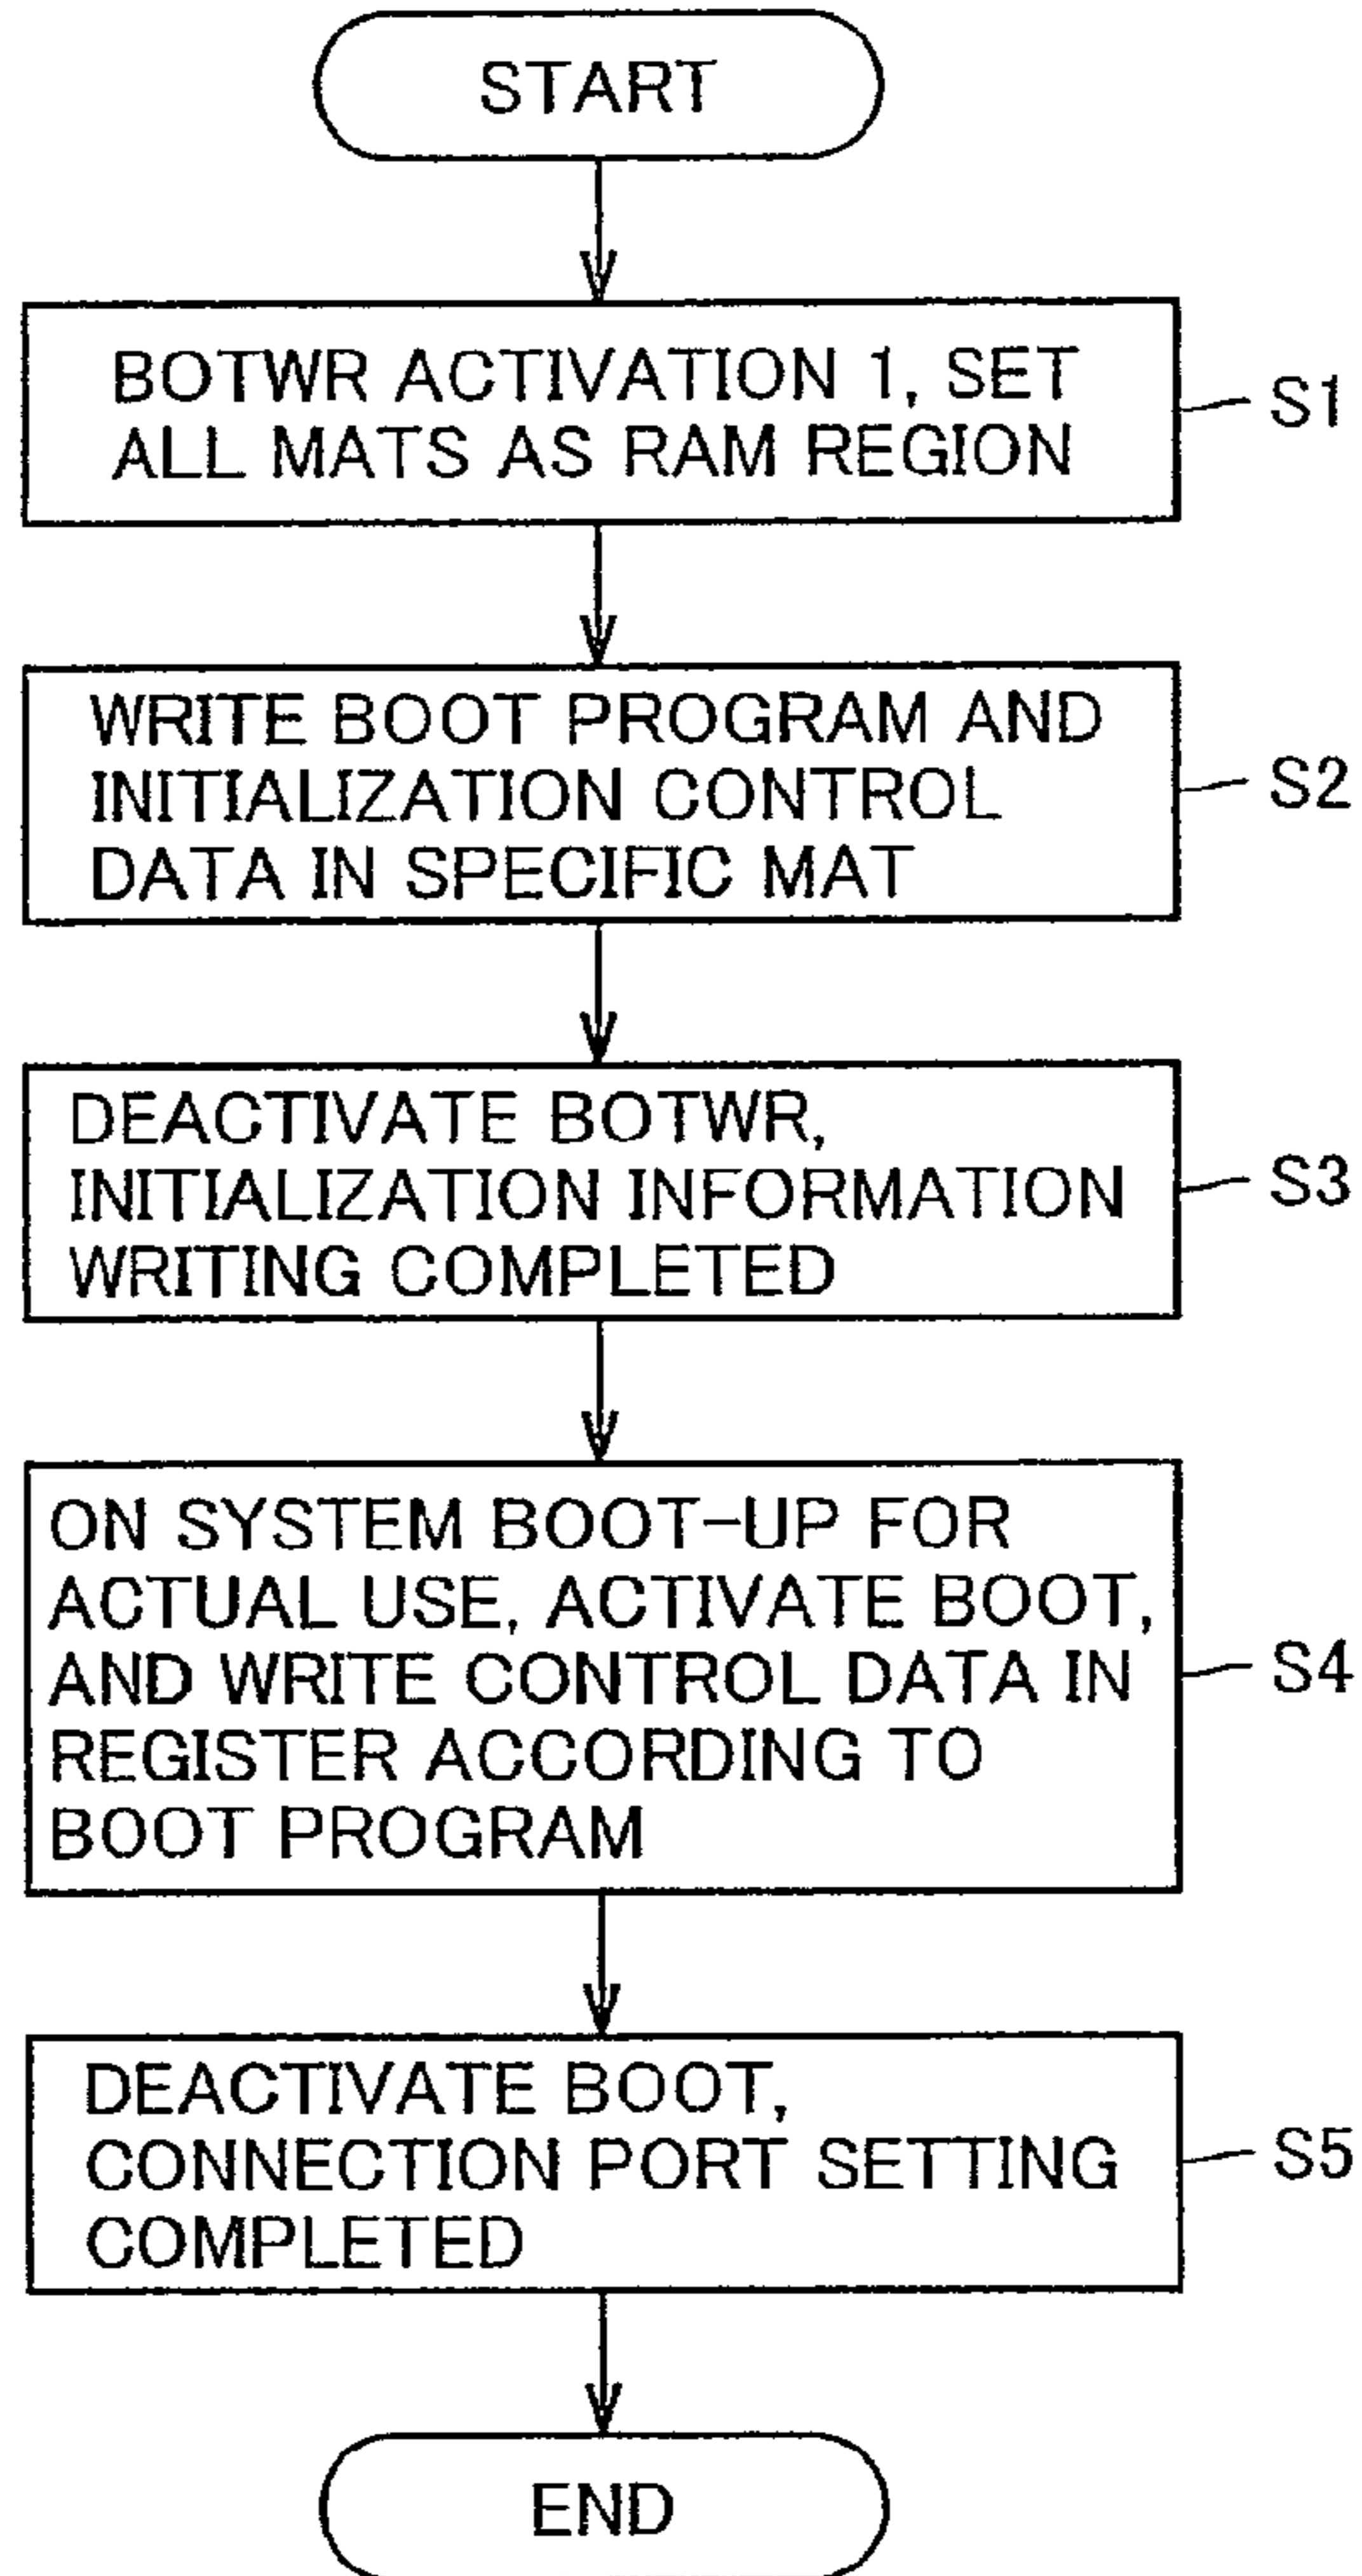 START
BOTWR ACTIVATION 1, SET
ALL MATS AS RAM REGION
S1
WRITE BOOT PROGRAM AND
INITIALIZATION CONTROL
DATA IN SPECIFIC MAT
S2
DEACTIVATE BOTWR,
INITIALIZATION INFORMATION
WRITING COMPLETED
S3
ON SYSTEM BOOT-UP FOR
ACTUAL USE, ACTIVATE BOOT,
AND WRITE CONTROL DATA IN
REGISTER ACCORDING TO
BOOT PROGRAM
S4
DEACTIVATE BOOT,
CONNECTION PORT SETTING
COMPLETED
S5
END